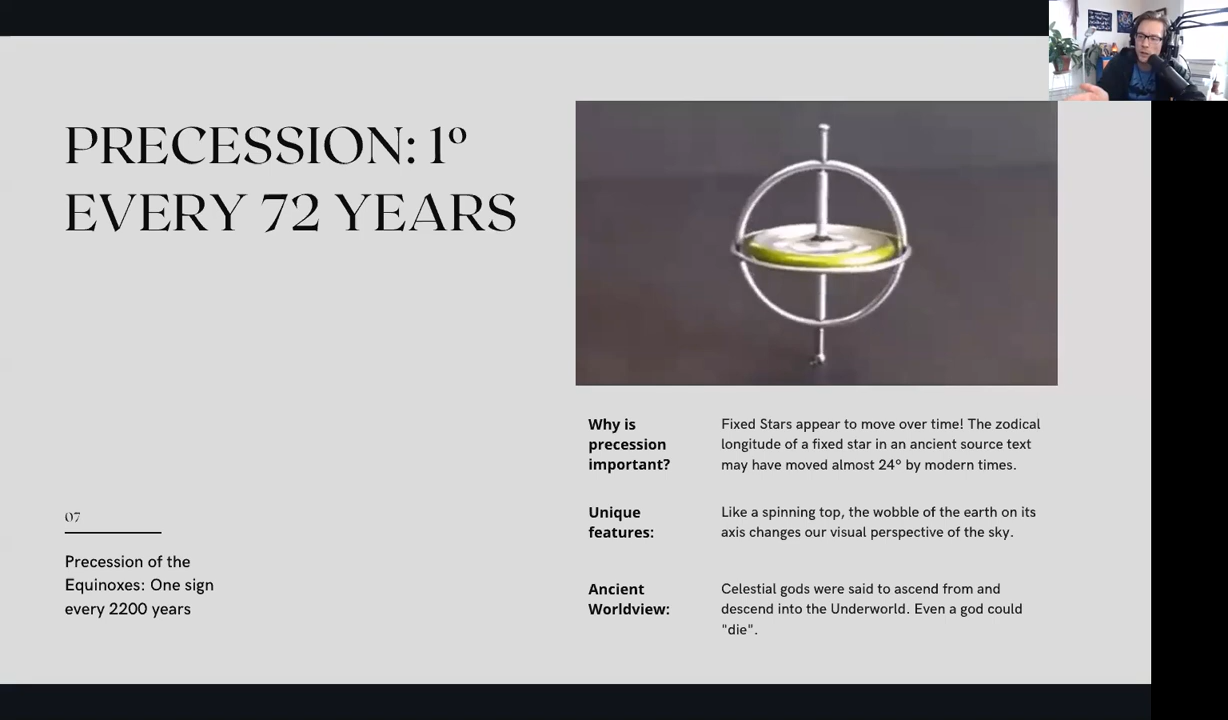 PRECESSION: 1º
EVERY 72 YEARS
07
Precession of the
Equinoxes: One sign
every 2200 years
Why is
precession
important?
Fixed Stars appear to move over time! The zodical
longitude of a fixed star in an ancient source text
may have moved almost 24º by modern times.
Unique
features:
Like a spinning top, the wobble of the earth on its
axis changes our visual perspective of the sky.
Ancient
Worldview:
Celestial gods were said to ascend from and
descend into the Underworld. Even a god could
"die".